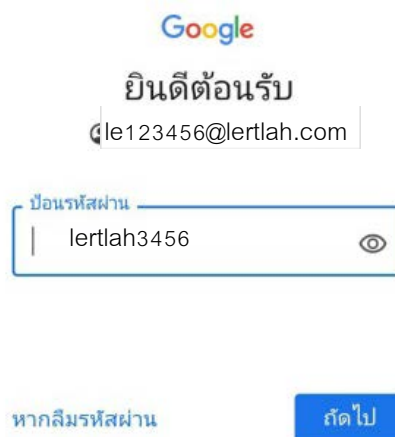 Google
ยินดีต้อนรับ
le123456@lertlah.com
ป้อนรหัสผ่าน
lertlah3456
หากลืมรหัสผ่าน
ถัดไป